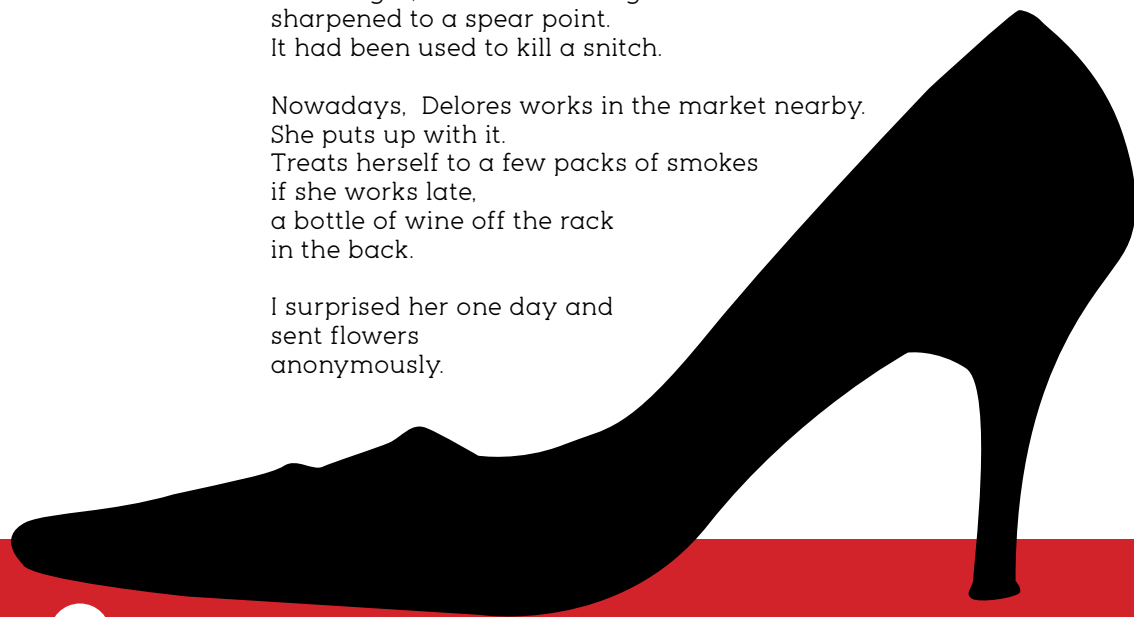 sharpened to a spear point.
It had been used to kill a snitch.
Nowadays,  Delores works in the market nearby.
She puts up with it.
Treats herself to a few packs of smokes
if she works late,
a bottle of wine off the rack
in the back.
I surprised her one day and
sent flowers
anonymously.